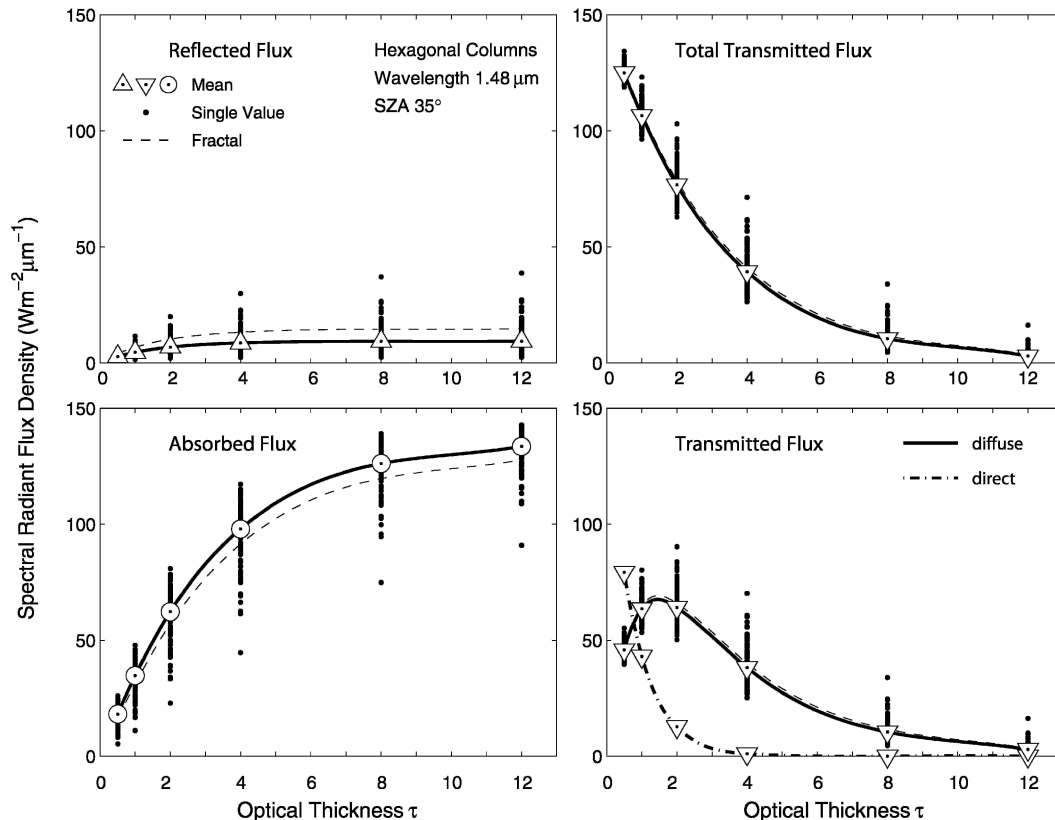 Spectral Radiant Flux Density (Wm⁻²μm⁻¹)
150
100
50
0
Reflected Flux
Mean
Single Value
Fractal
Hexagonal Columns
Wavelength 1.48 μm
SZA 35°
0 2 4 6 8 10 12
150
100
50
0
Total Transmitted Flux
0 2 4 6 8 10 12
150
100
50
0
Absorbed Flux
0 2 4 6 8 10 12
Optical Thickness τ
150
100
50
0
Transmitted Flux
diffuse
direct
0 2 4 6 8 10 12
Optical Thickness τ